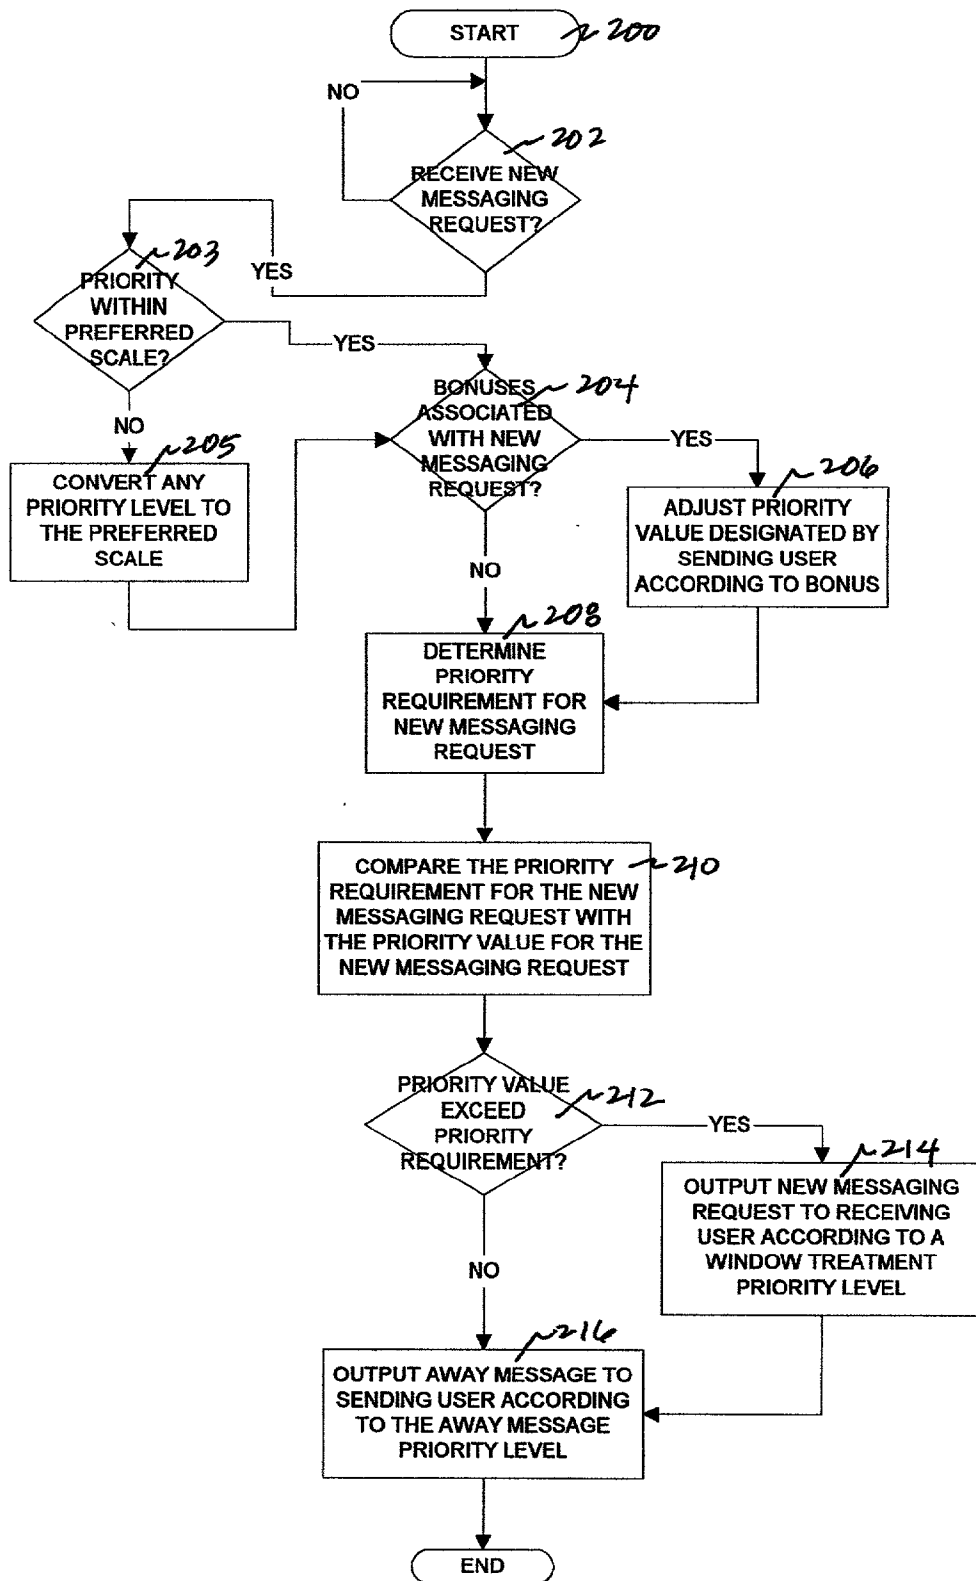 START
~200
NO
~202
RECEIVE NEW
MESSAGING
REQUEST?
~203
YES
PRIORITY
WITHIN
PREFERRED
SCALE?
YES
~204
BONUSES
ASSOCIATED
WITH NEW
MESSAGING
REQUEST?
YES
NO
~205
CONVERT ANY
PRIORITY LEVEL TO
THE PREFERRED
SCALE
~206
ADJUST PRIORITY
VALUE DESIGNATED BY
SENDING USER
ACCORDING TO BONUS
NO
~208
DETERMINE
PRIORITY
REQUIREMENT FOR
NEW MESSAGING
REQUEST
~210
COMPARE THE PRIORITY
REQUIREMENT FOR THE NEW
MESSAGING REQUEST WITH
THE PRIORITY VALUE FOR THE
NEW MESSAGING REQUEST
~212
PRIORITY VALUE
EXCEED
PRIORITY
REQUIREMENT?
YES
~214
OUTPUT NEW MESSAGING
REQUEST TO RECEIVING
USER ACCORDING TO A
WINDOW TREATMENT
PRIORITY LEVEL
NO
~216
OUTPUT AWAY MESSAGE TO
SENDING USER ACCORDING
TO THE AWAY MESSAGE
PRIORITY LEVEL
END